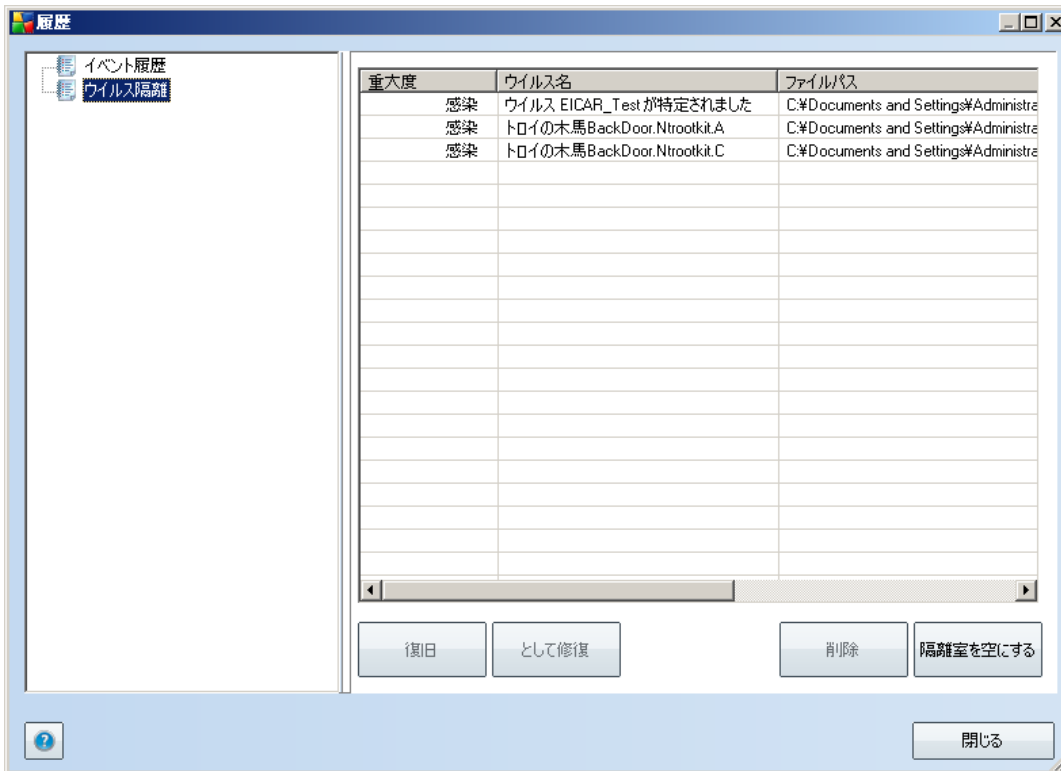 履歴
イベント履歴
ウイルス隔離
重大度 ウイルス名 ファイルパス
感染 ウイルス EICAR_Test が特定されました C:¥Documents and Settings¥Administra
感染 トロイの木馬BackDoor.Ntrootkit.A C:¥Documents and Settings¥Administra
感染 トロイの木馬BackDoor.Ntrootkit.C C:¥Documents and Settings¥Administra
復旧 として修復 削除 隔離室を空にする
? 閉じる